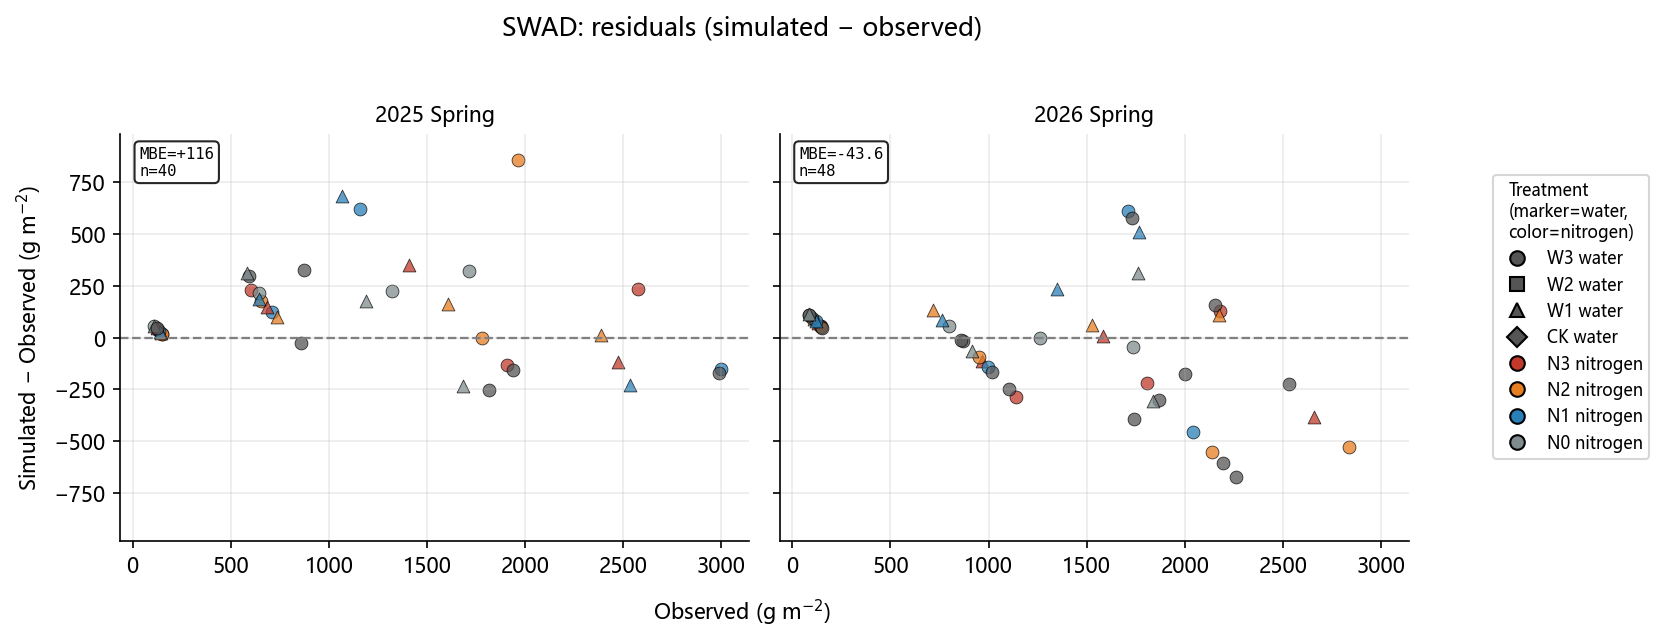 SWAD: residuals (simulated − observed)
2025 Spring
2026 Spring
MBE=+116
n=40
MBE=-43.6
n=48
Simulated − Observed (g m⁻²)
750
500
250
0
−250
−500
−750
0 500 1000 1500 2000 2500 3000
0 500 1000 1500 2000 2500 3000
Observed (g m⁻²)
Treatment
(marker=water,
color=nitrogen)
W3 water
W2 water
W1 water
CK water
N3 nitrogen
N2 nitrogen
N1 nitrogen
N0 nitrogen